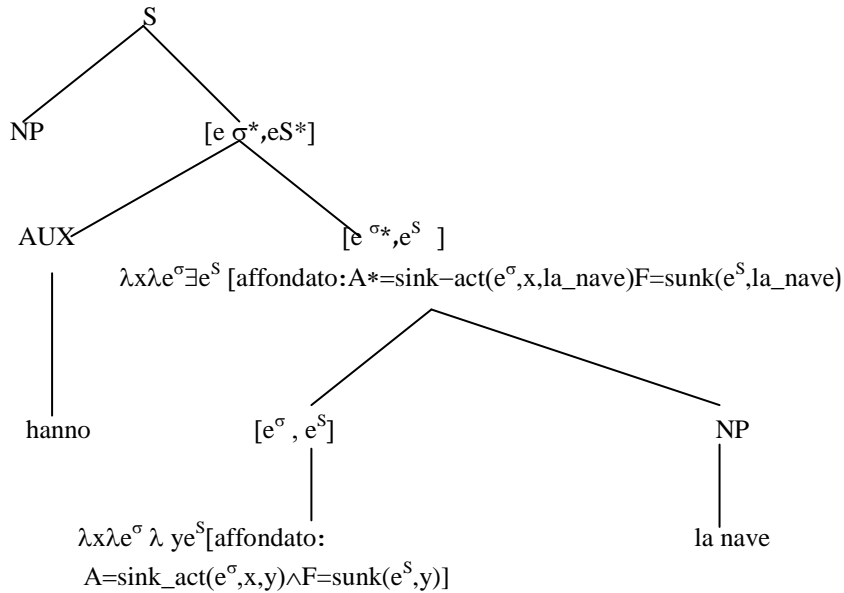 S
NP [e σ*,eS*]
AUX [e σ*,eS ]
λxλeσ∃eS [affondato:A*=sink−act(eσ,x,la_nave)F=sunk(eS,la_nave)
hanno [eσ , eS] NP
λxλeσ λ yeS[affondato: la nave
A=sink_act(eσ,x,y)∧F=sunk(eS,y)]